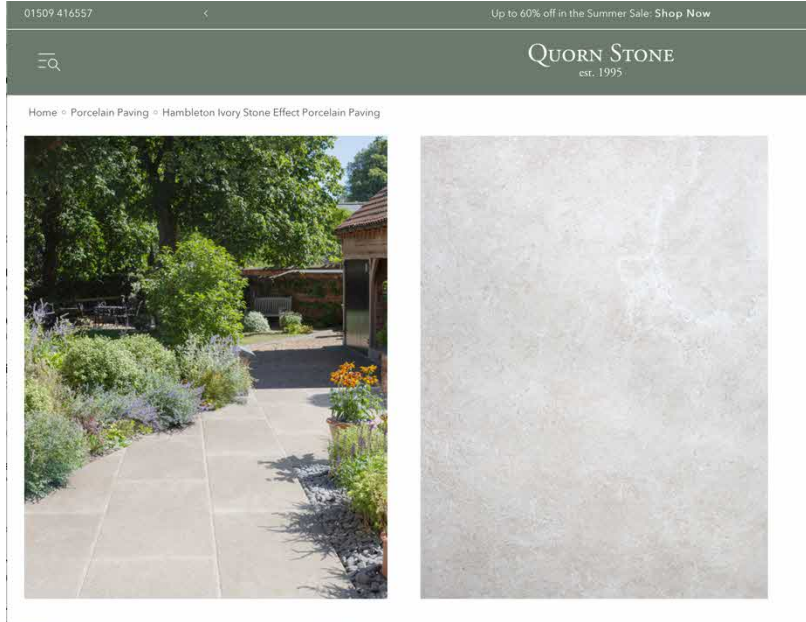 01509 416557
Up to 60% off in the Summer Sale: Shop Now
QUORN STONE
est. 1995
Home ○ Porcelain Paving ○ Hambleton Ivory Stone Effect Porcelain Paving